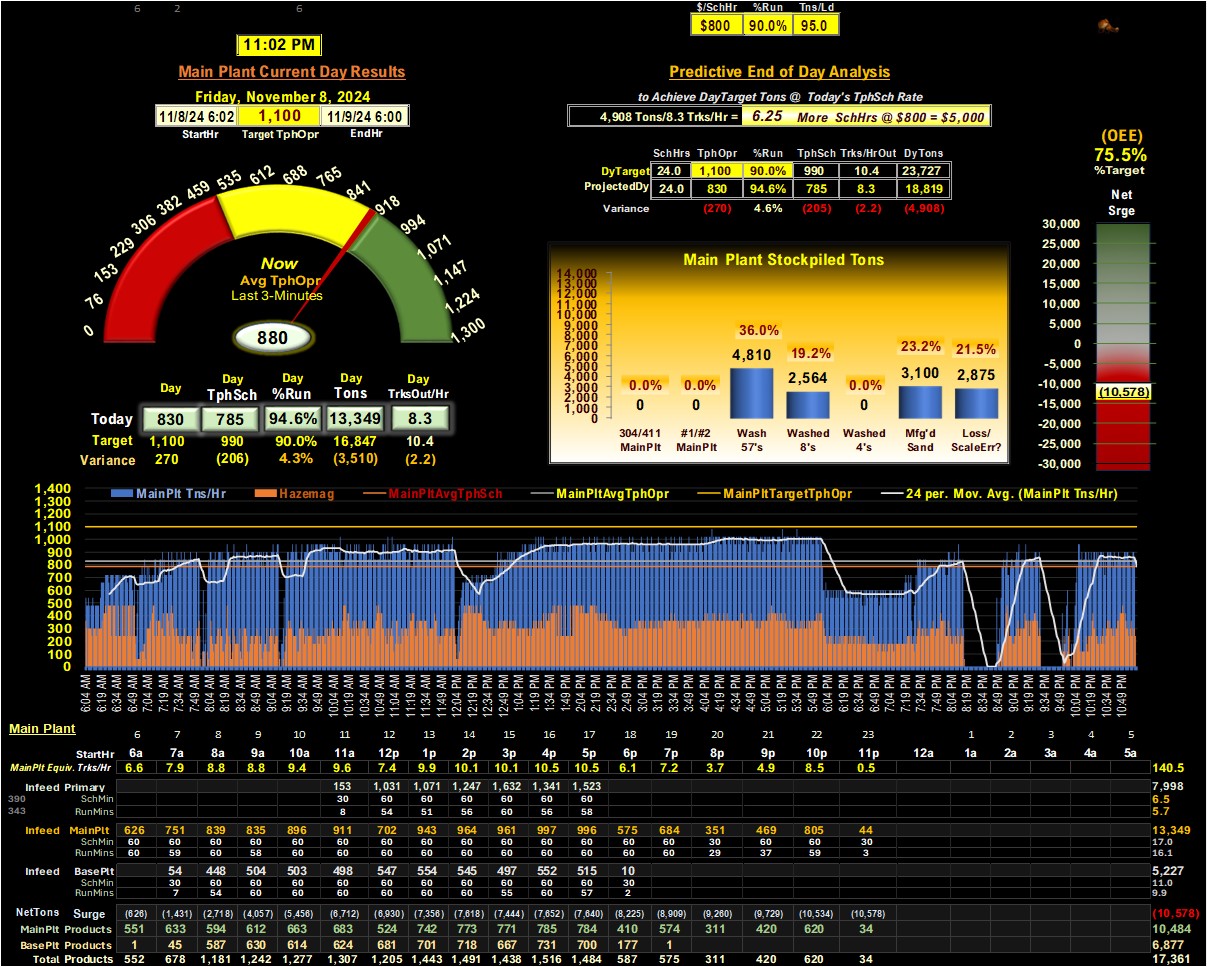 6 2 6
$/SchHr %Run Tns/Ld
$800 90.0% 95.0
11:02 PM
Main Plant Current Day Results
Friday, November 8, 2024
11/8/24 6:02 1,100 11/9/24 6:00
StartHr Target TphOpr EndHr
0 76 153 229 306 382 459 535 612 688 765 841 918 994 1,071 1,147 1,224 1,300
Now
Avg TphOpr
Last 3-Minutes
880
Day Day Day Day Day
TphSch %Run Tons TrksOut/Hr
Today 830 785 94.6% 13,349 8.3
Target 1,100 990 90.0% 16,847 10.4
Variance 270 (206) 4.3% (3,510) (2.2)
Predictive End of Day Analysis
to Achieve DayTarget Tons @ Today's TphSch Rate
4,908 Tons/8.3 Trks/Hr = 6.25 More SchHrs @ $800 = $5,000
SchHrs TphOpr %Run TphSch Trks/HrOut DyTons
DyTarget 24.0 1,100 90.0% 990 10.4 23,727
ProjectedDy 24.0 830 94.6% 785 8.3 18,819
Variance (270) 4.6% (205) (2.2) (4,908)
Main Plant Stockpiled Tons
14,000
13,000
12,000
11,000
10,000
9,000
8,000
7,000
6,000
5,000
4,000
3,000
2,000
1,000
0
0.0% 0.0% 36.0% 19.2% 0.0% 23.2% 21.5%
0 0 4,810 2,564 0 3,100 2,875
304/411 #1/#2 Wash Washed Washed Mfg'd Loss/
MainPlt MainPlt 57's 8's 4's Sand ScaleErr?
(OEE)
75.5%
%Target
Net
Srge
30,000
30,000
25,000
20,000
15,000
10,000
5,000
0
-5,000
-10,000
(10,578)
-15,000
-20,000
-25,000
-30,000
MainPlt Tns/Hr Hazemag MainPltAvgTphSch MainPltAvgTphOpr MainPltTargetTphOpr 24 per. Mov. Avg. (MainPlt Tns/Hr)
1,400
1,300
1,200
1,100
1,000
900
800
700
600
500
400
300
200
100
0
6:04 AM 6:19 AM 6:34 AM 6:49 AM 7:04 AM 7:19 AM 7:34 AM 7:49 AM 8:04 AM 8:19 AM 8:34 AM 8:49 AM 9:04 AM 9:19 AM 9:34 AM 9:49 AM 10:04 AM 10:19 AM 10:34 AM 10:49 AM 11:04 AM 11:19 AM 11:34 AM 11:49 AM 12:04 PM 12:19 PM 12:34 PM 12:49 PM 1:04 PM 1:19 PM 1:34 PM 1:49 PM 2:04 PM 2:19 PM 2:34 PM 2:49 PM 3:04 PM 3:19 PM 3:34 PM 3:49 PM 4:04 PM 4:19 PM 4:34 PM 4:49 PM 5:04 PM 5:19 PM 5:34 PM 5:49 PM 6:04 PM 6:19 PM 6:34 PM 6:49 PM 7:04 PM 7:19 PM 7:34 PM 7:49 PM 8:04 PM 8:19 PM 8:34 PM 8:49 PM 9:04 PM 9:19 PM 9:34 PM 9:49 PM 10:04 PM 10:19 PM 10:34 PM 10:49 PM
Main Plant 6 7 8 9 10 11 12 13 14 15 16 17 18 19 20 21 22 23 1 2 3 4 5
StartHr 6a 7a 8a 9a 10a 11a 12p 1p 2p 3p 4p 5p 6p 7p 8p 9p 10p 11p 12a 1a 2a 3a 4a 5a
MainPlt Equiv. Trks/Hr 6.6 7.9 8.8 8.8 9.4 9.6 7.4 9.9 10.1 10.1 10.5 10.5 6.1 7.2 3.7 4.9 8.5 0.5 140.5
Infeed Primary 153 1,031 1,071 1,247 1,632 1,341 1,523 7,998
390 SchMin 30 60 60 60 60 60 60 6.5
343 RunMins 8 54 51 56 60 56 58 5.7
Infeed MainPlt 626 751 839 835 896 911 702 943 964 961 997 996 575 684 351 469 805 44 13,349
SchMin 60 60 60 60 60 60 60 60 60 60 60 60 60 60 30 60 60 30 17.0
RunMins 60 59 60 58 60 60 60 60 60 60 60 60 60 60 29 37 59 3 16.1
Infeed BasePlt 54 448 504 503 498 547 554 545 497 552 515 10 5,227
SchMin 30 60 60 60 60 60 60 60 60 60 60 30 11.0
RunMins 7 54 60 60 60 60 60 60 55 60 57 2 9.9
NetTons Surge (626) (1,431) (2,718) (4,057) (5,456) (6,712) (6,930) (7,356) (7,618) (7,444) (7,652) (7,640) (8,225) (8,909) (9,260) (9,729) (10,534) (10,578) (10,578)
MainPlt Products 551 633 594 612 663 683 524 742 773 771 785 784 410 574 311 420 620 34 10,484
BasePlt Products 1 45 587 630 614 624 681 701 718 667 731 700 177 1 6,877
Total Products 552 678 1,181 1,242 1,277 1,307 1,205 1,443 1,491 1,438 1,516 1,484 587 575 311 420 620 34 17,361